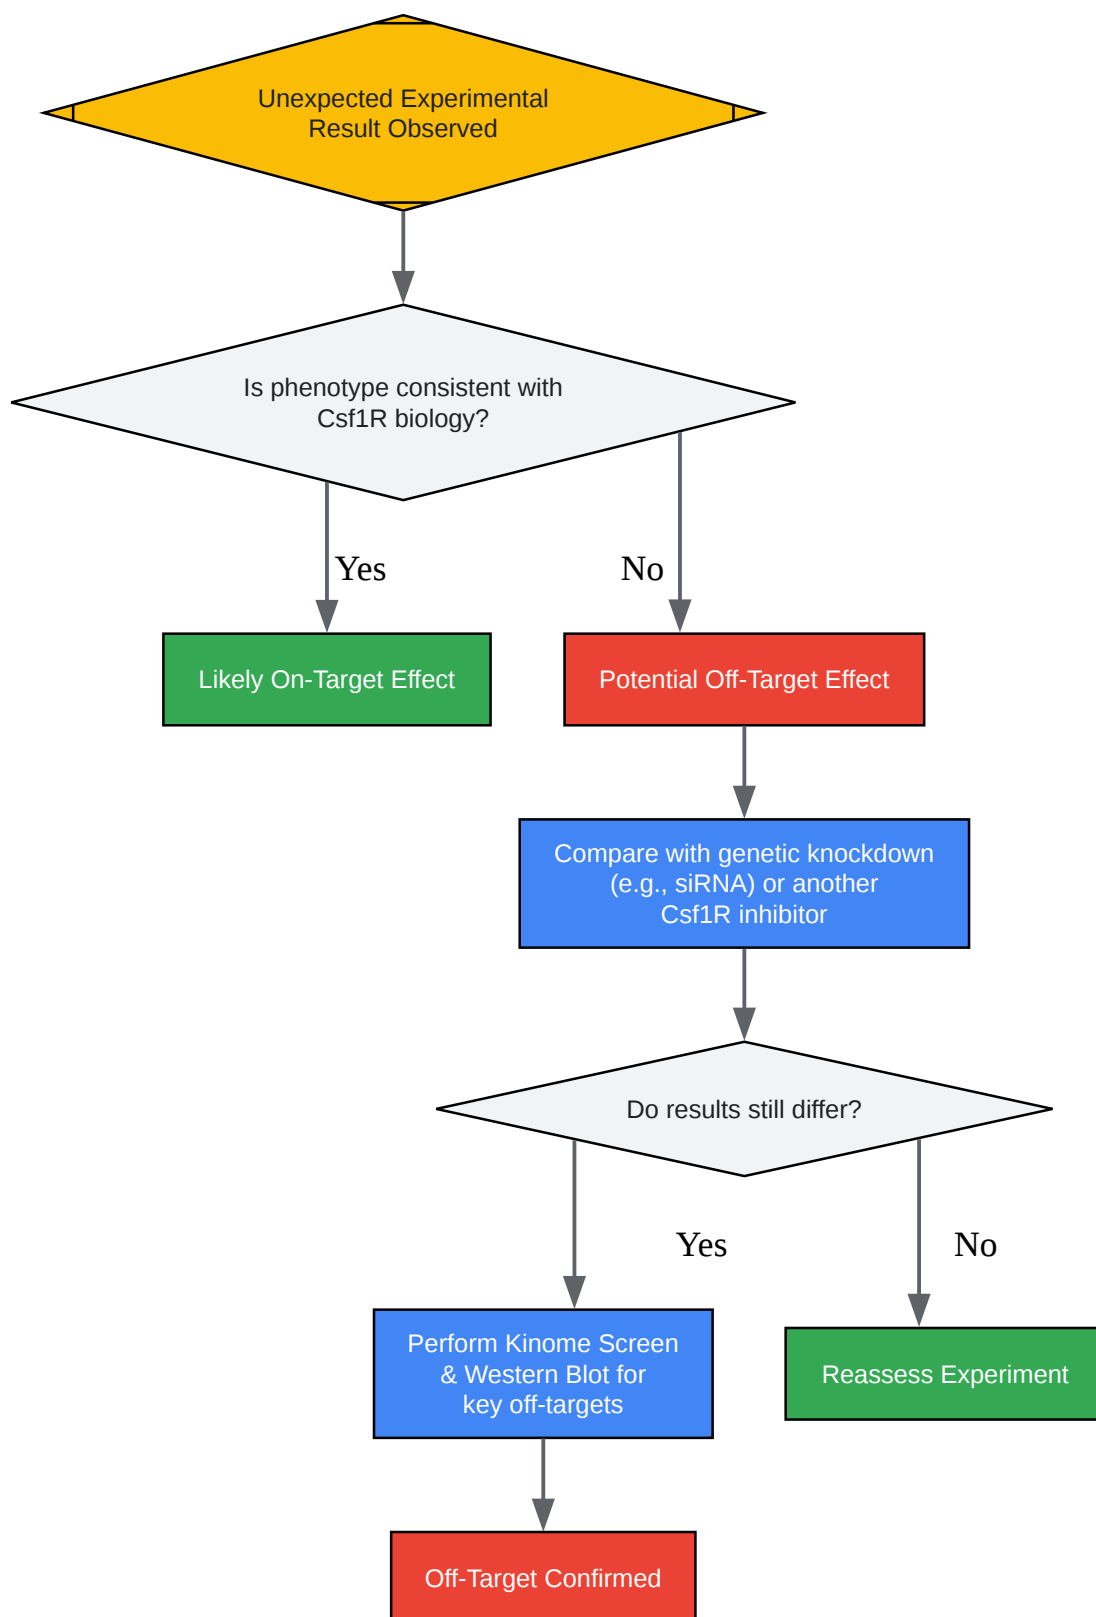 Unexpected Experimental
Result Observed
Is phenotype consistent with
Csf1R biology?
Yes
No
Likely On-Target Effect
Potential Off-Target Effect
Compare with genetic knockdown
(e.g., siRNA) or another
Csf1R inhibitor
Do results still differ?
Yes
No
Perform Kinome Screen
& Western Blot for
key off-targets
Reassess Experiment
Off-Target Confirmed